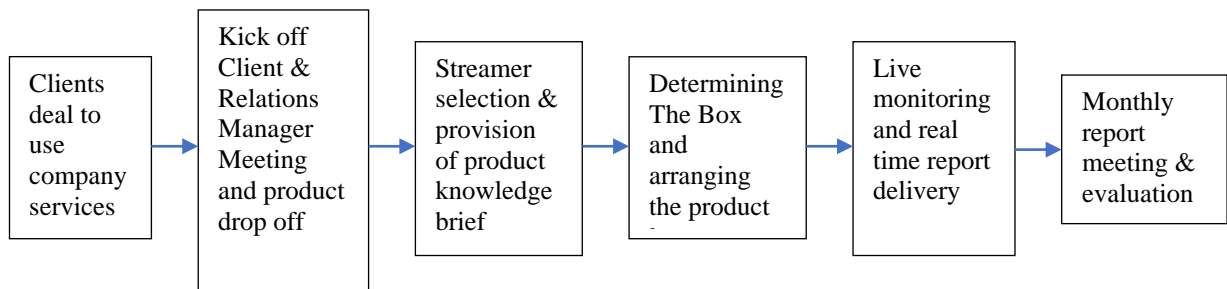 Clients
deal to
use
company
services
Kick off
Client &
Relations
Manager
Meeting
and product
drop off
Streamer
selection &
provision
of product
knowledge
brief
Determining
The Box
and
arranging
the product
Live
monitoring
and real
time report
delivery
Monthly
report
meeting &
evaluation